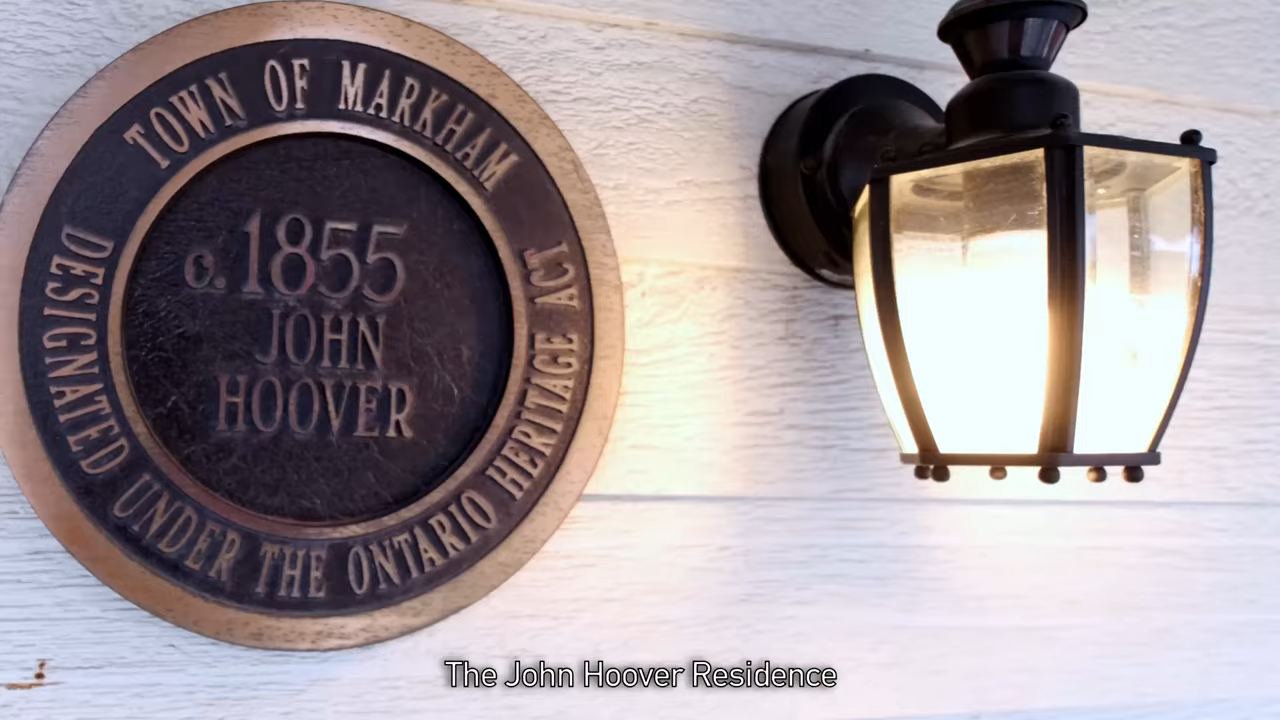 TOWN OF MARKHAM
c. 1855
JOHN
HOOVER
DESIGNATED UNDER THE ONTARIO HERITAGE ACT
The John Hoover Residence